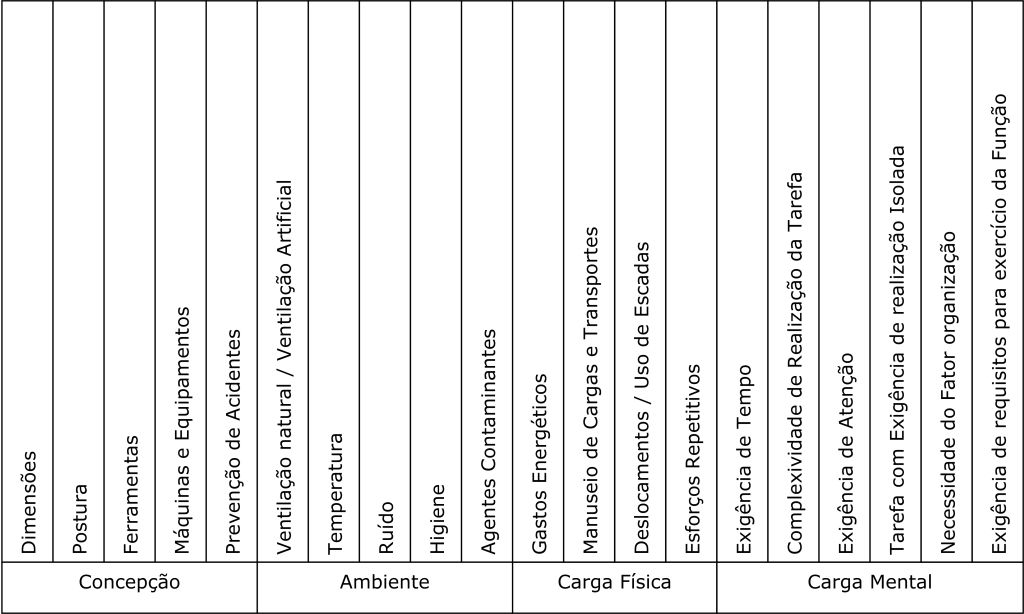 Dimensões
Postura
Ferramentas
Máquinas e Equipamentos
Prevenção de Acidentes
Ventilação natural / Ventilação Artificial
Temperatura
Ruído
Higiene
Agentes Contaminantes
Gastos Energéticos
Manuseio de Cargas e Transportes
Deslocamentos / Uso de Escadas
Esforços Repetitivos
Exigência de Tempo
Complexividade de Realização da Tarefa
Exigência de Atenção
Tarefa com Exigência de realização Isolada
Necessidade do Fator organização
Exigência de requisitos para exercício da Função
Concepção
Ambiente
Carga Física
Carga Mental